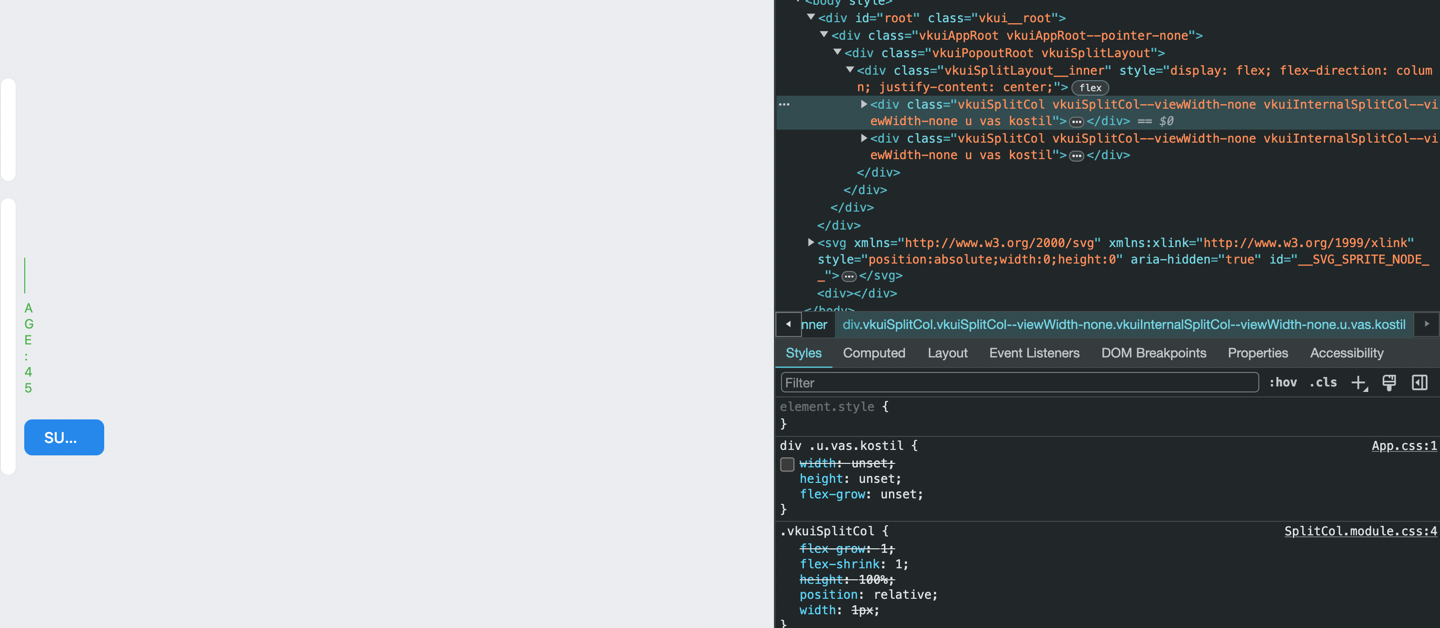 A
G
E
:
4
5
SU...
<body style>
▼<div id="root" class="vkui__root">
▼<div class="vkuiAppRoot vkuiAppRoot--pointer-none">
▼<div class="vkuiPopoutRoot vkuiSplitLayout">
▼<div class="vkuiSplitLayout__inner" style="display: flex; flex-direction: colum
n; justify-content: center;"> flex
… ▶<div class="vkuiSplitCol vkuiSplitCol--viewWidth-none vkuiInternalSplitCol--vi
ewWidth-none u vas kostil"> … </div> == $0
▶<div class="vkuiSplitCol vkuiSplitCol--viewWidth-none vkuiInternalSplitCol--vi
ewWidth-none u vas kostil"> … </div>
</div>
</div>
</div>
</div>
▶<svg xmlns="http://www.w3.org/2000/svg" xmlns:xlink="http://www.w3.org/1999/xlink"
style="position:absolute;width:0;height:0" aria-hidden="true" id="__SVG_SPRITE_NODE_
_"> … </svg>
<div></div>
</body>
nner div.vkuiSplitCol.vkuiSplitCol--viewWidth-none.vkuiInternalSplitCol--viewWidth-none.u.vas.kostil
Styles Computed Layout Event Listeners DOM Breakpoints Properties Accessibility
Filter :hov .cls
element.style {
}
div .u.vas.kostil { App.css:1
width: unset;
height: unset;
flex-grow: unset;
}
.vkuiSplitCol { SplitCol.module.css:4
flex-grow: 1;
flex-shrink: 1;
height: 100%;
position: relative;
width: 1px;
}